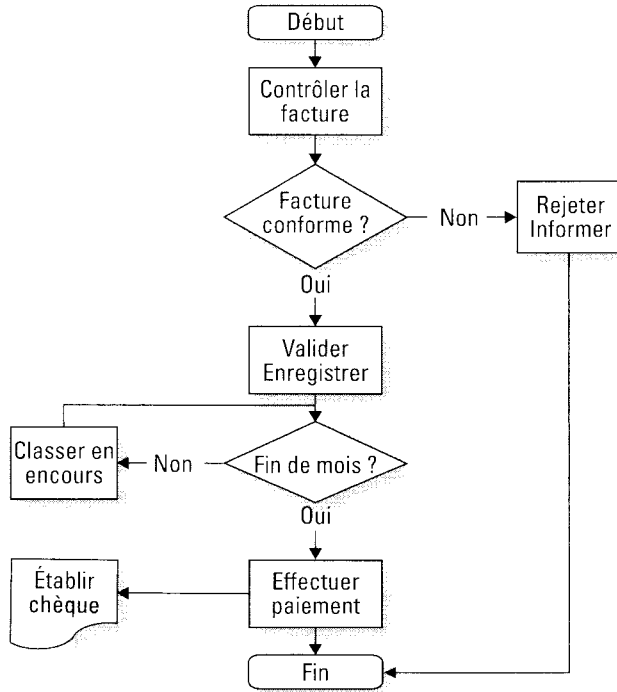 Début
Contrôler la
facture
Facture
conforme ?
Non
Rejeter
Informer
Oui
Valider
Enregistrer
Classer en
encours
Non
Fin de mois ?
Oui
Établir
chèque
Effectuer
paiement
Fin